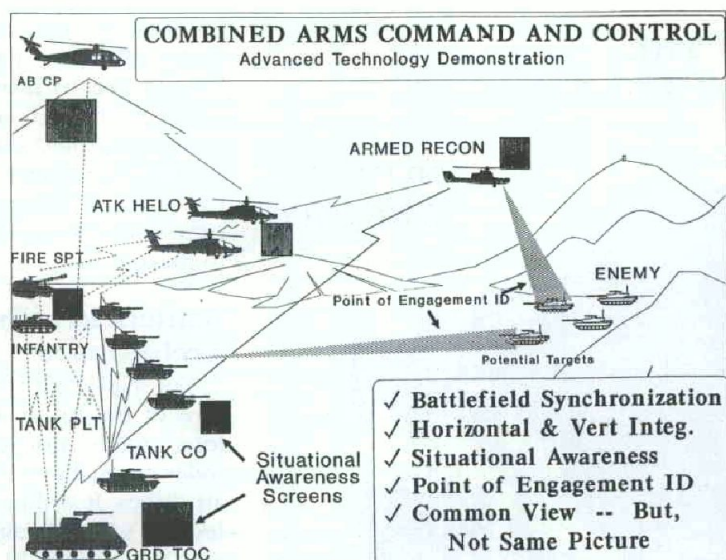 COMBINED ARMS COMMAND AND CONTROL
Advanced Technology Demonstration
AB CP
ARMED RECON
ATK HELO
FIRE SPT
ENEMY
Point of Engagement ID
INFANTRY
Potential Targets
TANK PLT
TANK CO
Situational
Awareness
Screens
GRD TOC
✓ Battlefield Synchronization
✓ Horizontal & Vert Integ.
✓ Situational Awareness
✓ Point of Engagement ID
✓ Common View -- But,
Not Same Picture